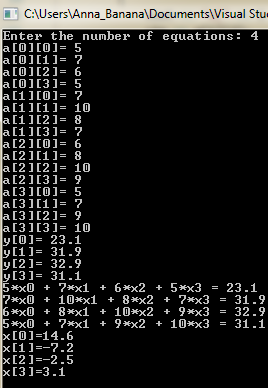 C:\Users\Anna_Banana\Documents\Visual Stu
Enter the number of equations: 4
a[0][0]= 5
a[0][1]= 7
a[0][2]= 6
a[0][3]= 5
a[1][0]= 7
a[1][1]= 10
a[1][2]= 8
a[1][3]= 7
a[2][0]= 6
a[2][1]= 8
a[2][2]= 10
a[2][3]= 9
a[3][0]= 5
a[3][1]= 7
a[3][2]= 9
a[3][3]= 10
y[0]= 23.1
y[1]= 31.9
y[2]= 32.9
y[3]= 31.1
5*x0 + 7*x1 + 6*x2 + 5*x3 = 23.1
7*x0 + 10*x1 + 8*x2 + 7*x3 = 31.9
6*x0 + 8*x1 + 10*x2 + 9*x3 = 32.9
5*x0 + 7*x1 + 9*x2 + 10*x3 = 31.1
x[0]=14.6
x[1]=-7.2
x[2]=-2.5
x[3]=3.1